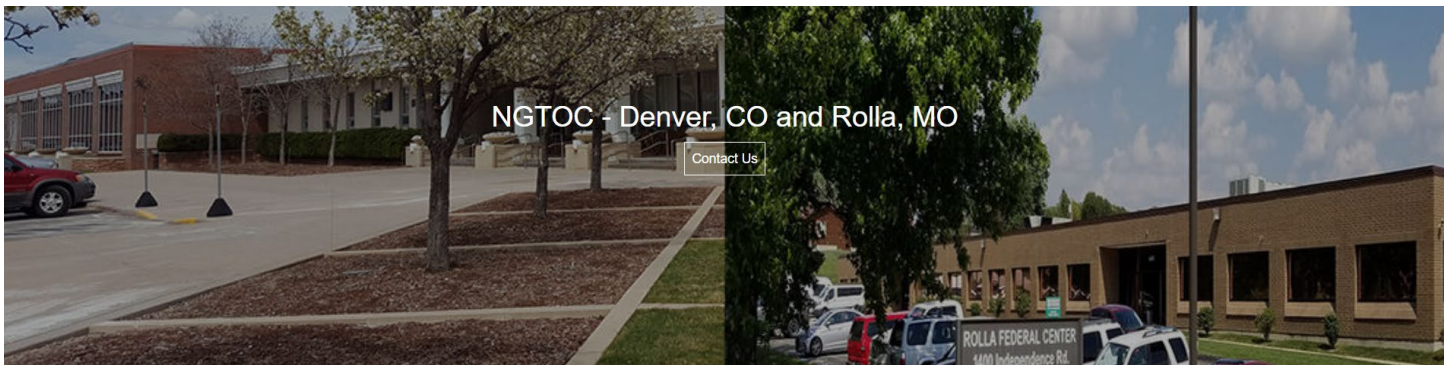 NGTOC - Denver, CO and Rolla, MO
Contact Us
ROLLA FEDERAL CENTER
1400 Independence Rd.